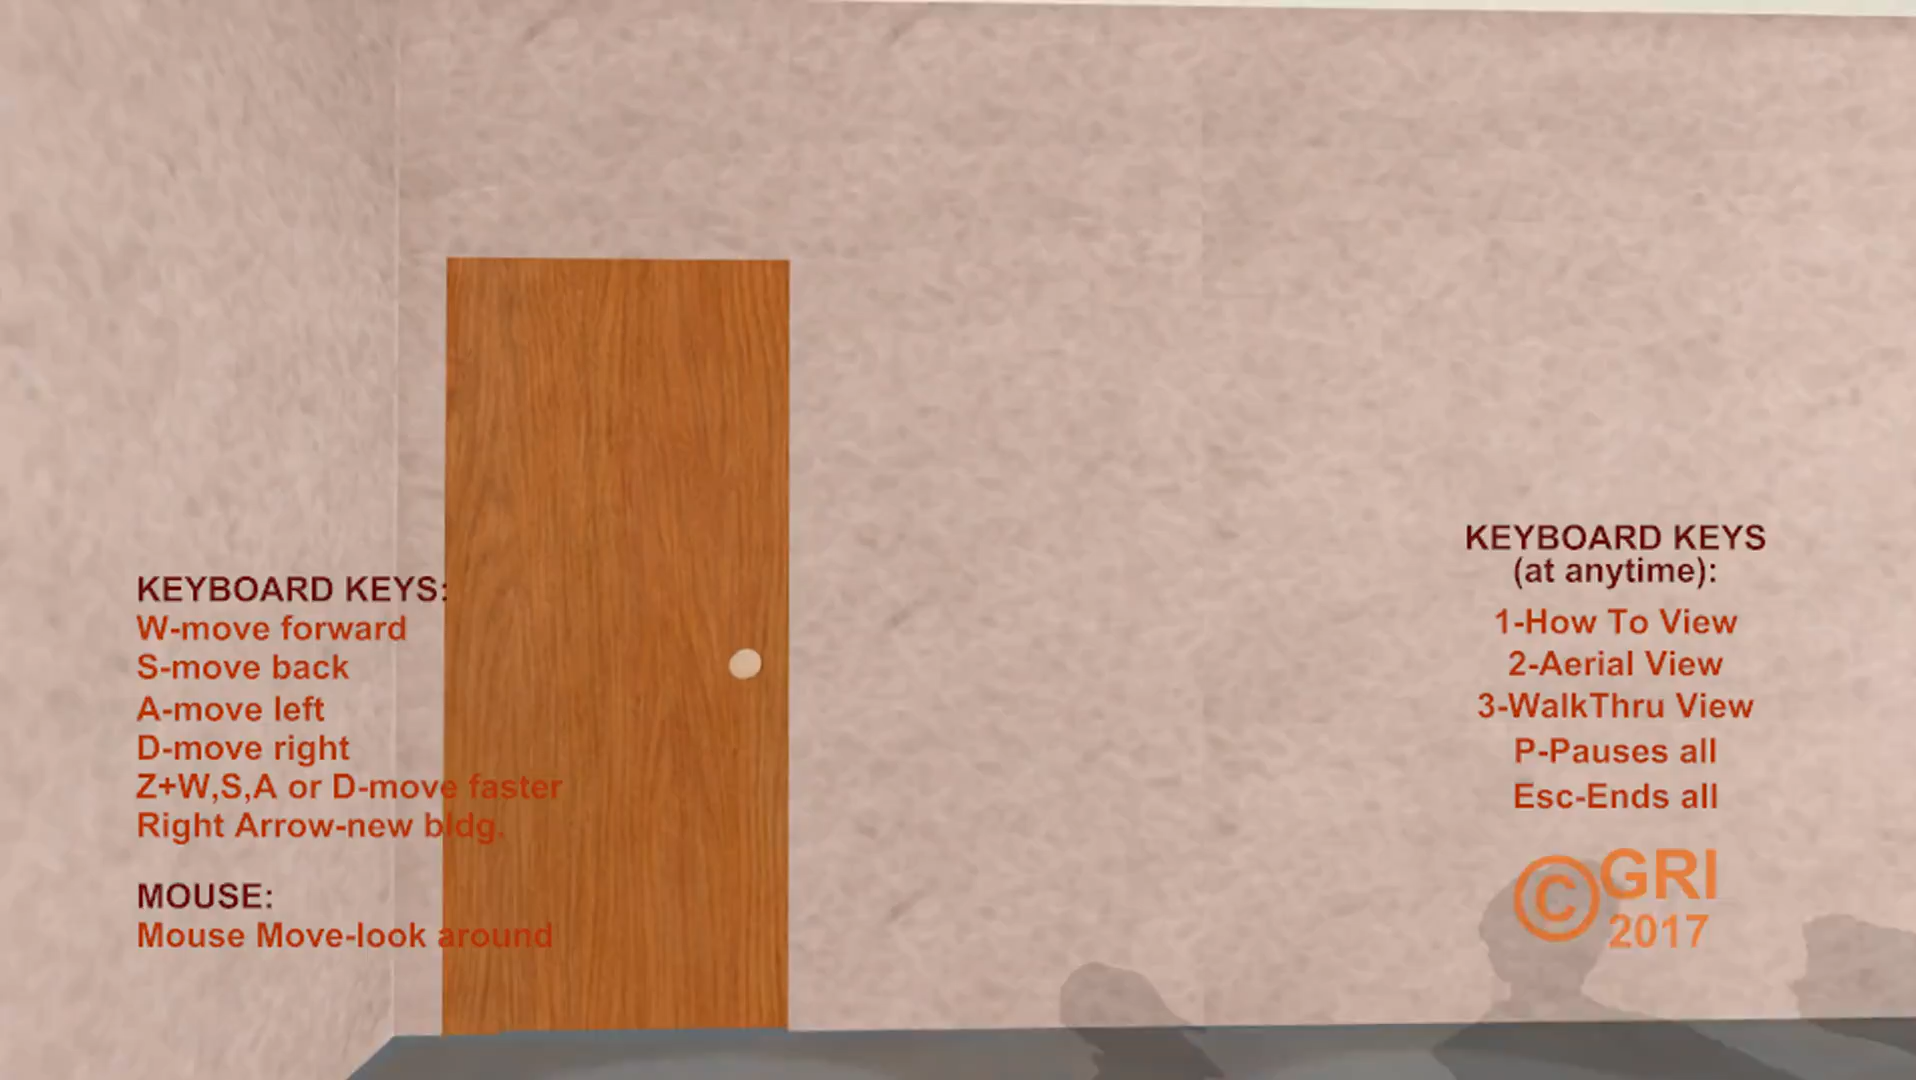 KEYBOARD KEYS:
W-move forward
S-move back
A-move left
D-move right
Z+W,S,A or D-move faster
Right Arrow-new bldg.
MOUSE:
Mouse Move-look around
KEYBOARD KEYS
(at anytime):
1-How To View
2-Aerial View
3-WalkThru View
P-Pauses all
Esc-Ends all
©GRI
2017